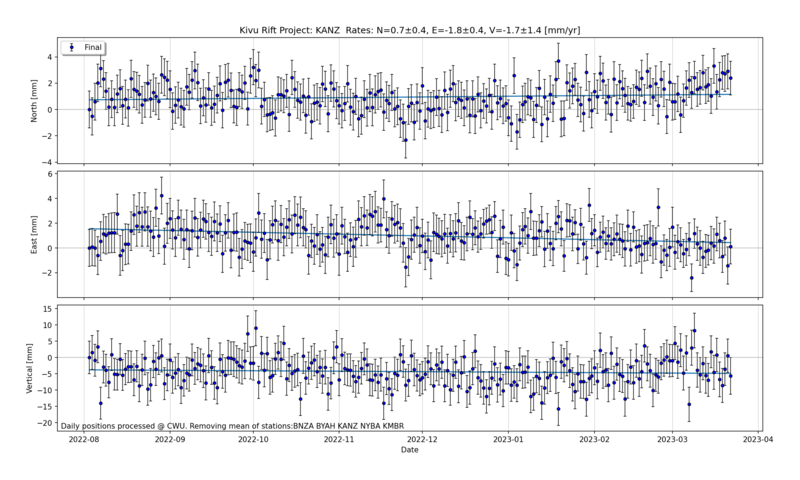 Kivu Rift Project: KANZ Rates: N=0.7±0.4, E=-1.8±0.4, V=-1.7±1.4 [mm/yr]
Final
North [mm]
4
2
0
−2
−4
East [mm]
6
4
2
0
−2
Vertical [mm]
15
10
5
0
−5
−10
−15
−20
Daily positions processed @ CWU. Removing mean of stations:BNZA BYAH KANZ NYBA KMBR
2022-08 2022-09 2022-10 2022-11 2022-12 2023-01 2023-02 2023-03 2023-04
Date